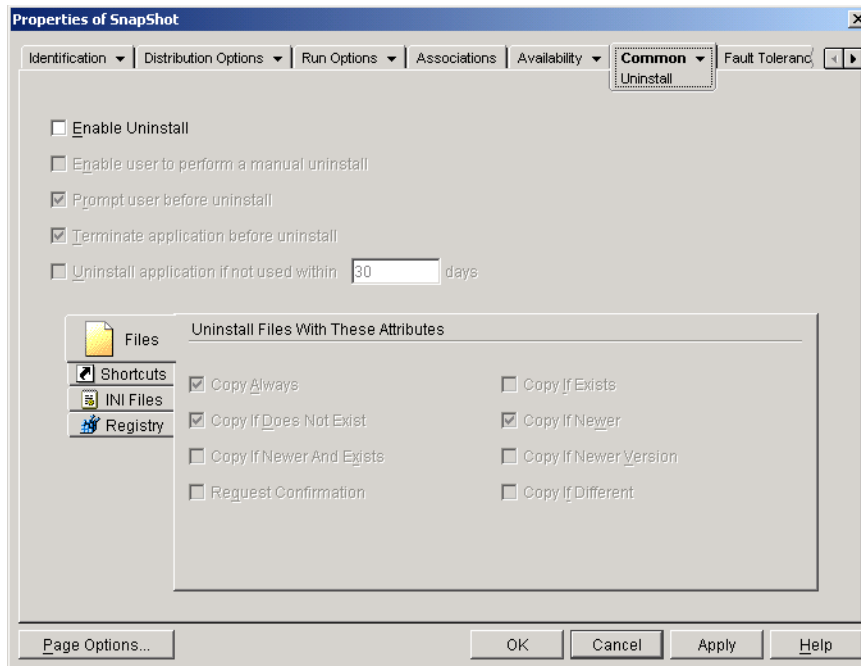 Properties of SnapShot
Identification Distribution Options Run Options Associations Availability Common Fault Toleranc
Uninstall
Enable Uninstall
Enable user to perform a manual uninstall
Prompt user before uninstall
Terminate application before uninstall
Uninstall application if not used within 30 days
Files
Shortcuts
INI Files
Registry
Uninstall Files With These Attributes
Copy Always Copy If Exists
Copy If Does Not Exist Copy If Newer
Copy If Newer And Exists Copy If Newer Version
Request Confirmation Copy If Different
Page Options... OK Cancel Apply Help